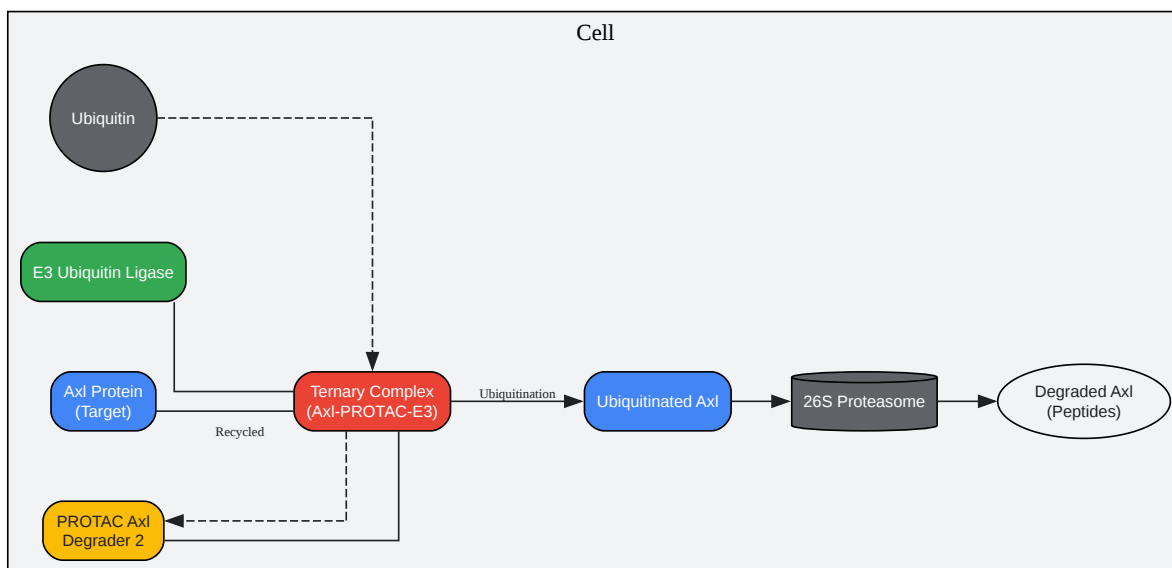 Cell
Ubiquitin
E3 Ubiquitin Ligase
Axl Protein
(Target)
Recycled
Ternary Complex
(Axl-PROTAC-E3)
Ubiquitination
Ubiquitinated Axl
26S Proteasome
Degraded Axl
(Peptides)
PROTAC Axl
Degrader 2